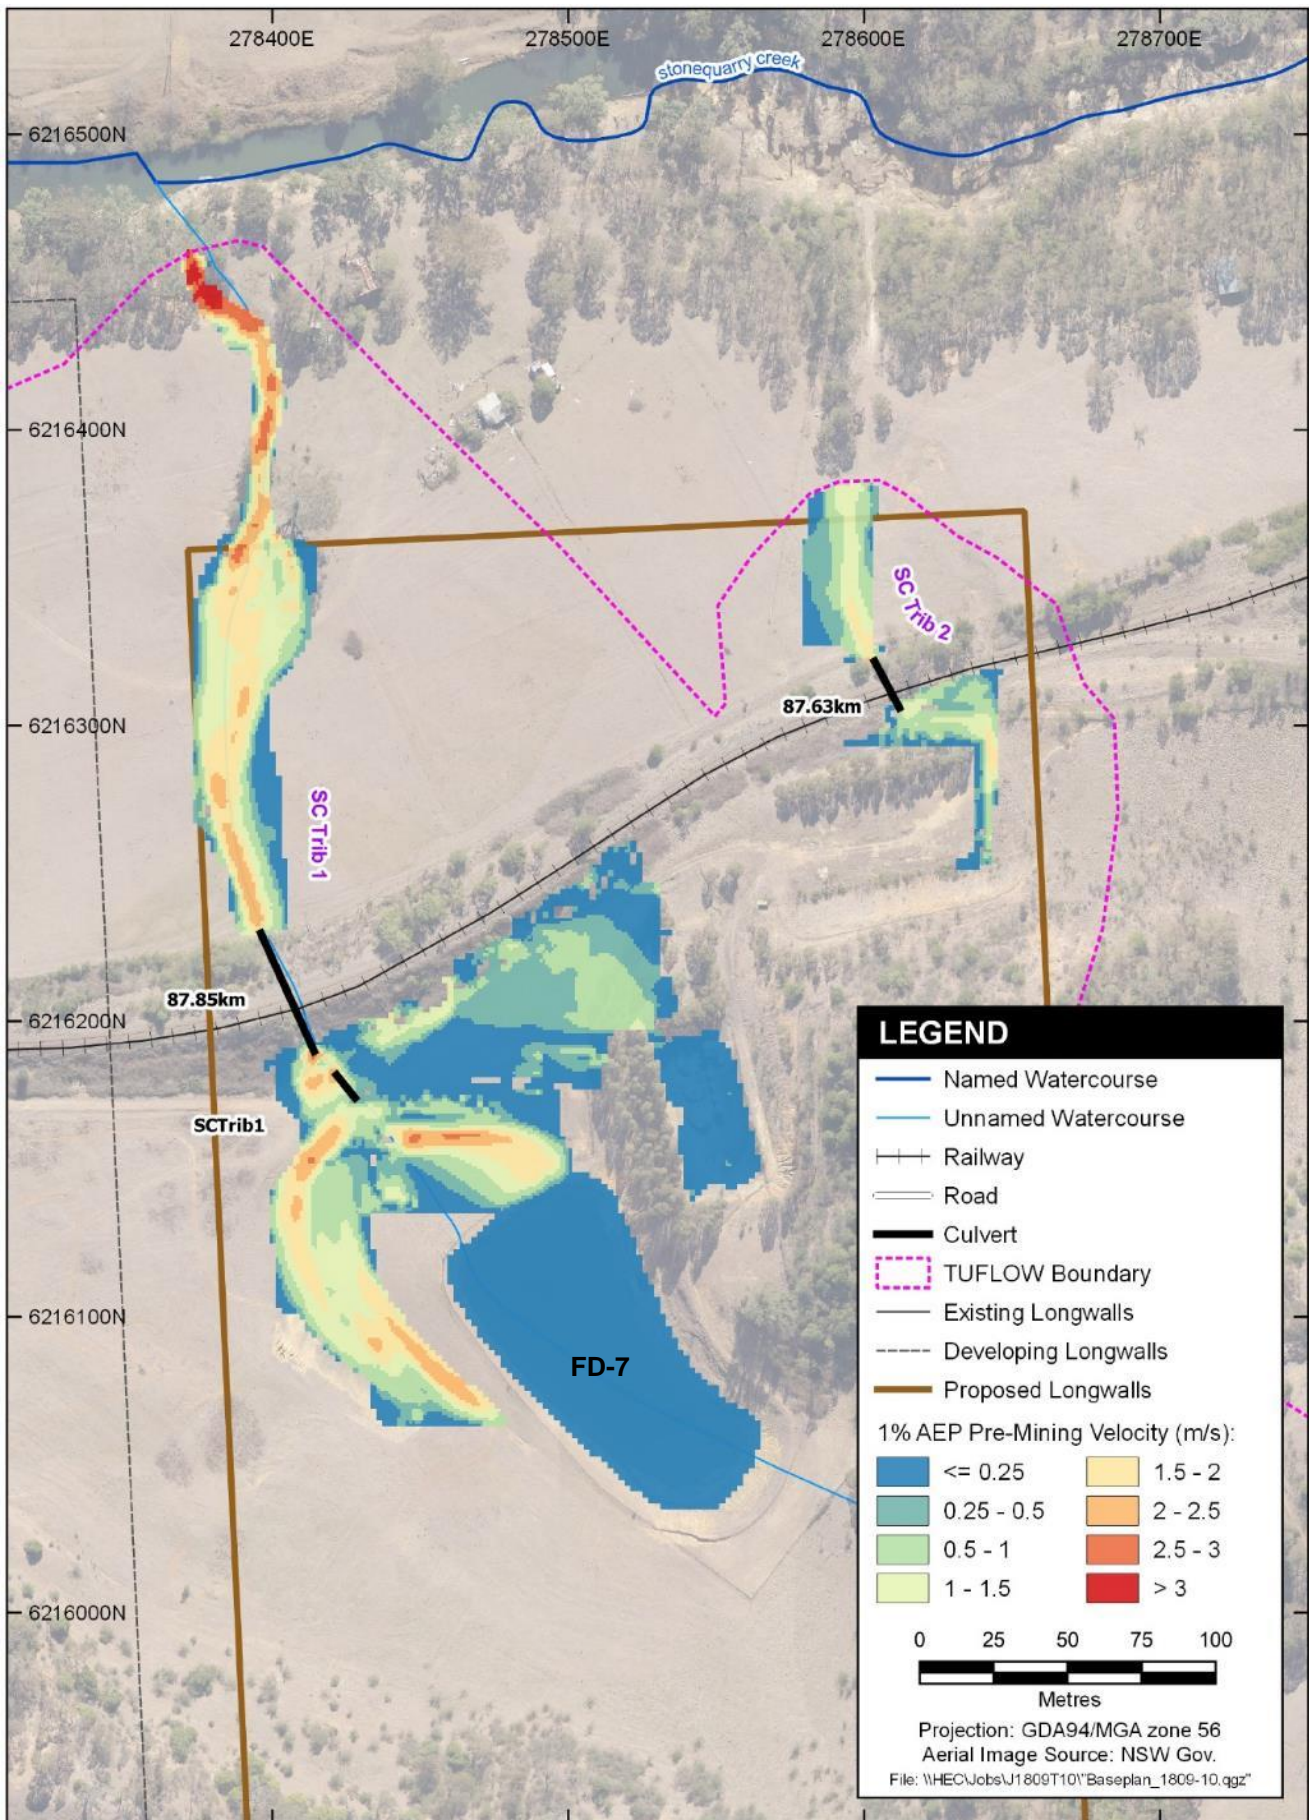 278400E 278500E 278600E 278700E
stonequarry creek
6216500N
6216400N
SC Trib 2
87.63km
6216300N
SC Trib 1
87.85km
6216200N
SCTrib1
6216100N
FD-7
6216000N
LEGEND
Named Watercourse
Unnamed Watercourse
Railway
Road
Culvert
TUFLOW Boundary
Existing Longwalls
Developing Longwalls
Proposed Longwalls
1% AEP Pre-Mining Velocity (m/s):
<= 0.25 1.5 - 2
0.25 - 0.5 2 - 2.5
0.5 - 1 2.5 - 3
1 - 1.5 > 3
0 25 50 75 100
Metres
Projection: GDA94/MGA zone 56
Aerial Image Source: NSW Gov.
File: \\HEC\Jobs\J1809T10\"Baseplan_1809-10.qgz"